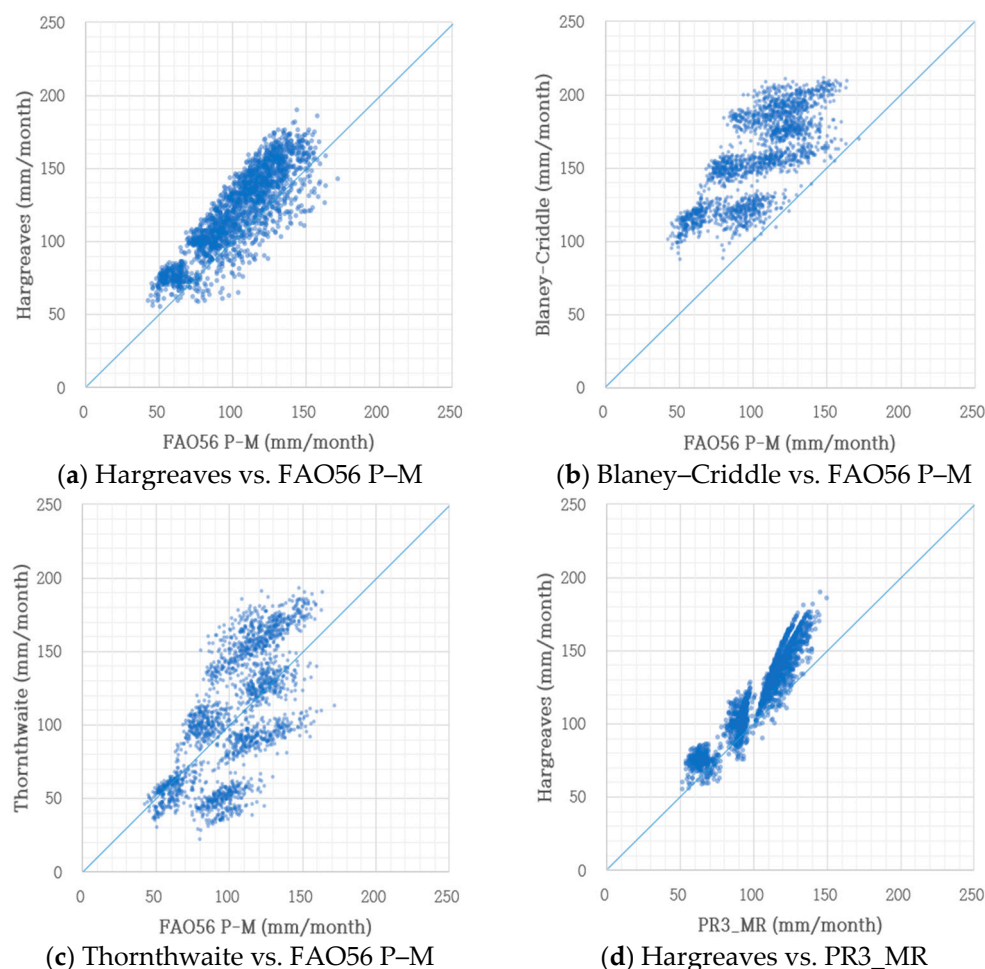 250
200
150
100
50
0
Hargreaves (mm/month)
0 50 100 150 200 250
FAO56 P-M (mm/month)
(a) Hargreaves vs. FAO56 P–M
250
200
150
100
50
0
Blaney-Criddle (mm/month)
0 50 100 150 200 250
FAO56 P-M (mm/month)
(b) Blaney–Criddle vs. FAO56 P–M
250
200
150
100
50
0
Thornthwaite (mm/month)
0 50 100 150 200 250
FAO56 P-M (mm/month)
(c) Thornthwaite vs. FAO56 P–M
250
200
150
100
50
0
Hargreaves (mm/month)
0 50 100 150 200 250
PR3_MR (mm/month)
(d) Hargreaves vs. PR3_MR